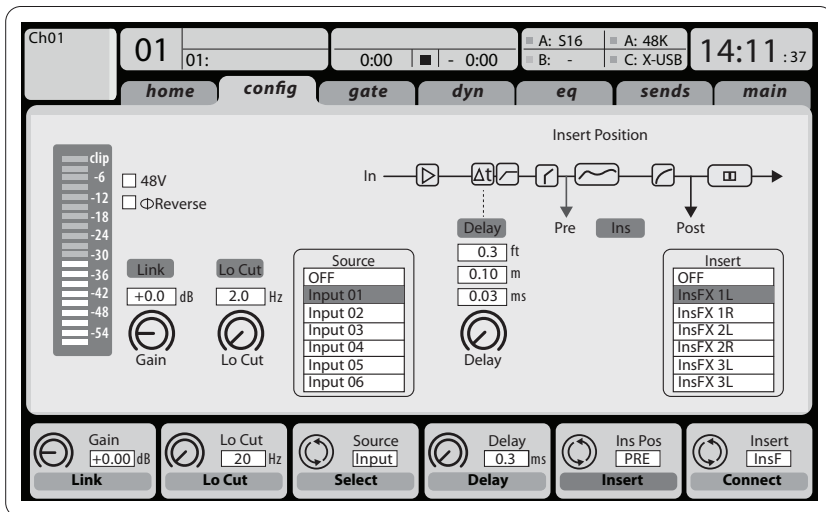 Ch01
01
01:
0:00
- 0:00
A: S16
B: -
A: 48K
C: X-USB
14:11 :37
home config gate dyn eq sends main
Insert Position
In
clip
-6
-12
-18
-24
-30
-36
-42
-48
-54
48V
ΦReverse
Link
+0.0 dB
Gain
Lo Cut
2.0 Hz
Lo Cut
Source
OFF
Input 01
Input 02
Input 03
Input 04
Input 05
Input 06
Δt
Delay
0.3 ft
0.10 m
0.03 ms
Delay
Pre Ins Post
Insert
OFF
InsFX 1L
InsFX 1R
InsFX 2L
InsFX 2R
InsFX 3L
InsFX 3L
Gain
+0.00 dB
Link
Lo Cut
20 Hz
Lo Cut
Source
Input
Select
Delay
0.3 ms
Delay
Ins Pos
PRE
Insert
Insert
InsF
Connect